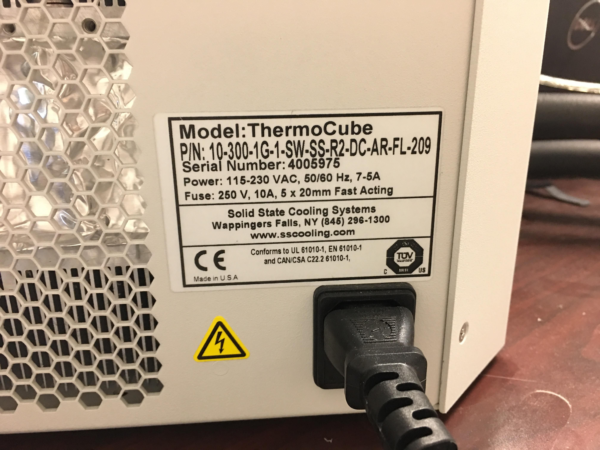 Model:ThermoCube
P/N: 10-300-1G-1-SW-SS-R2-DC-AR-FL-209
Serial Number: 4005975
Power: 115-230 VAC, 50/60 Hz, 7-5A
Fuse: 250 V, 10A, 5 x 20mm Fast Acting
Solid State Cooling Systems
Wappingers Falls, NY (845) 296-1300
www.sscooling.com
CE
Made in U.S.A
Conforms to UL 61010-1, EN 61010-1
and CAN/CSA C22.2 61010-1,
TÜV
C US